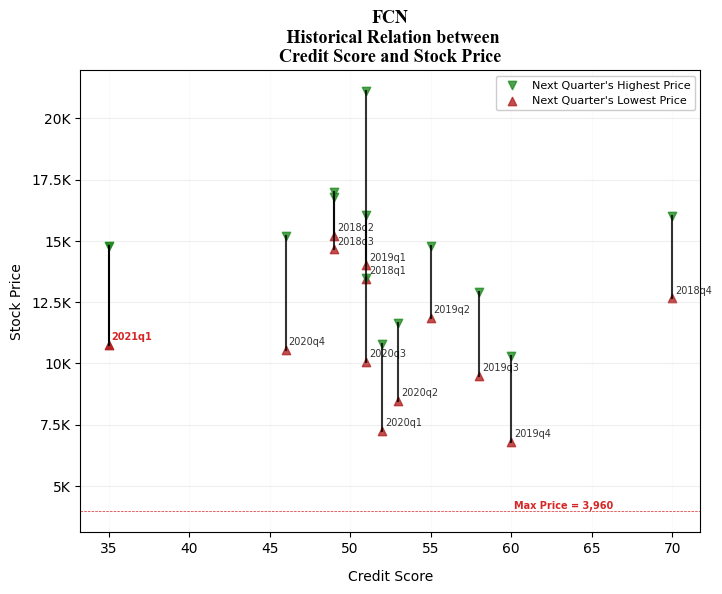 FCN
Historical Relation between
Credit Score and Stock Price
Next Quarter's Highest Price
Next Quarter's Lowest Price
Stock Price
20K
17.5K
15K
12.5K
10K
7.5K
5K
2018q2
2018q3
2019q1
2018q1
2018q4
2019q2
2021q1
2020q4
2020q3
2019q3
2020q2
2020q1
2019q4
Max Price = 3,960
35
40
45
50
55
60
65
70
Credit Score